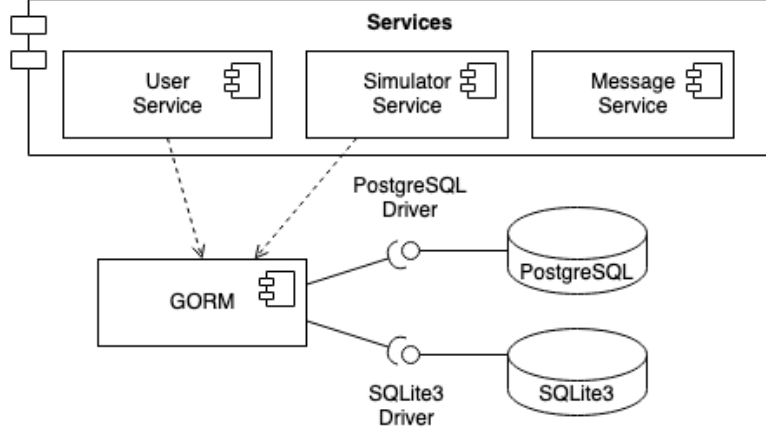 Services
User
Service
Simulator
Service
Message
Service
PostgreSQL
Driver
GORM
PostgreSQL
SQLite3
Driver
SQLite3